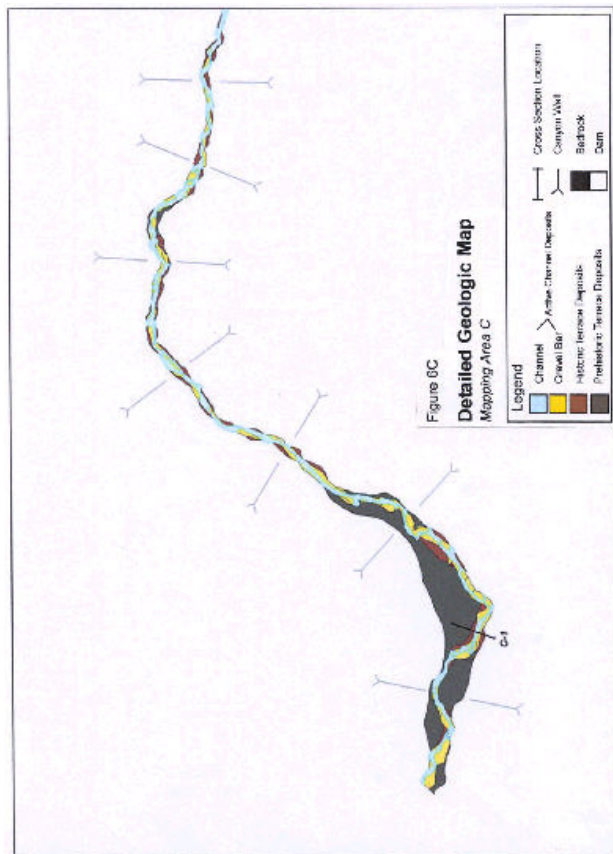 Figure 6C
Detailed Geologic Map
Mapping Area C
Legend
Channel
Gravel Bar
Active Channel Deposits
Historic Terrace Deposits
Prehistoric Terrace Deposits
Cross Section Location
Canyon Wall
Bedrock
Dam
C-1